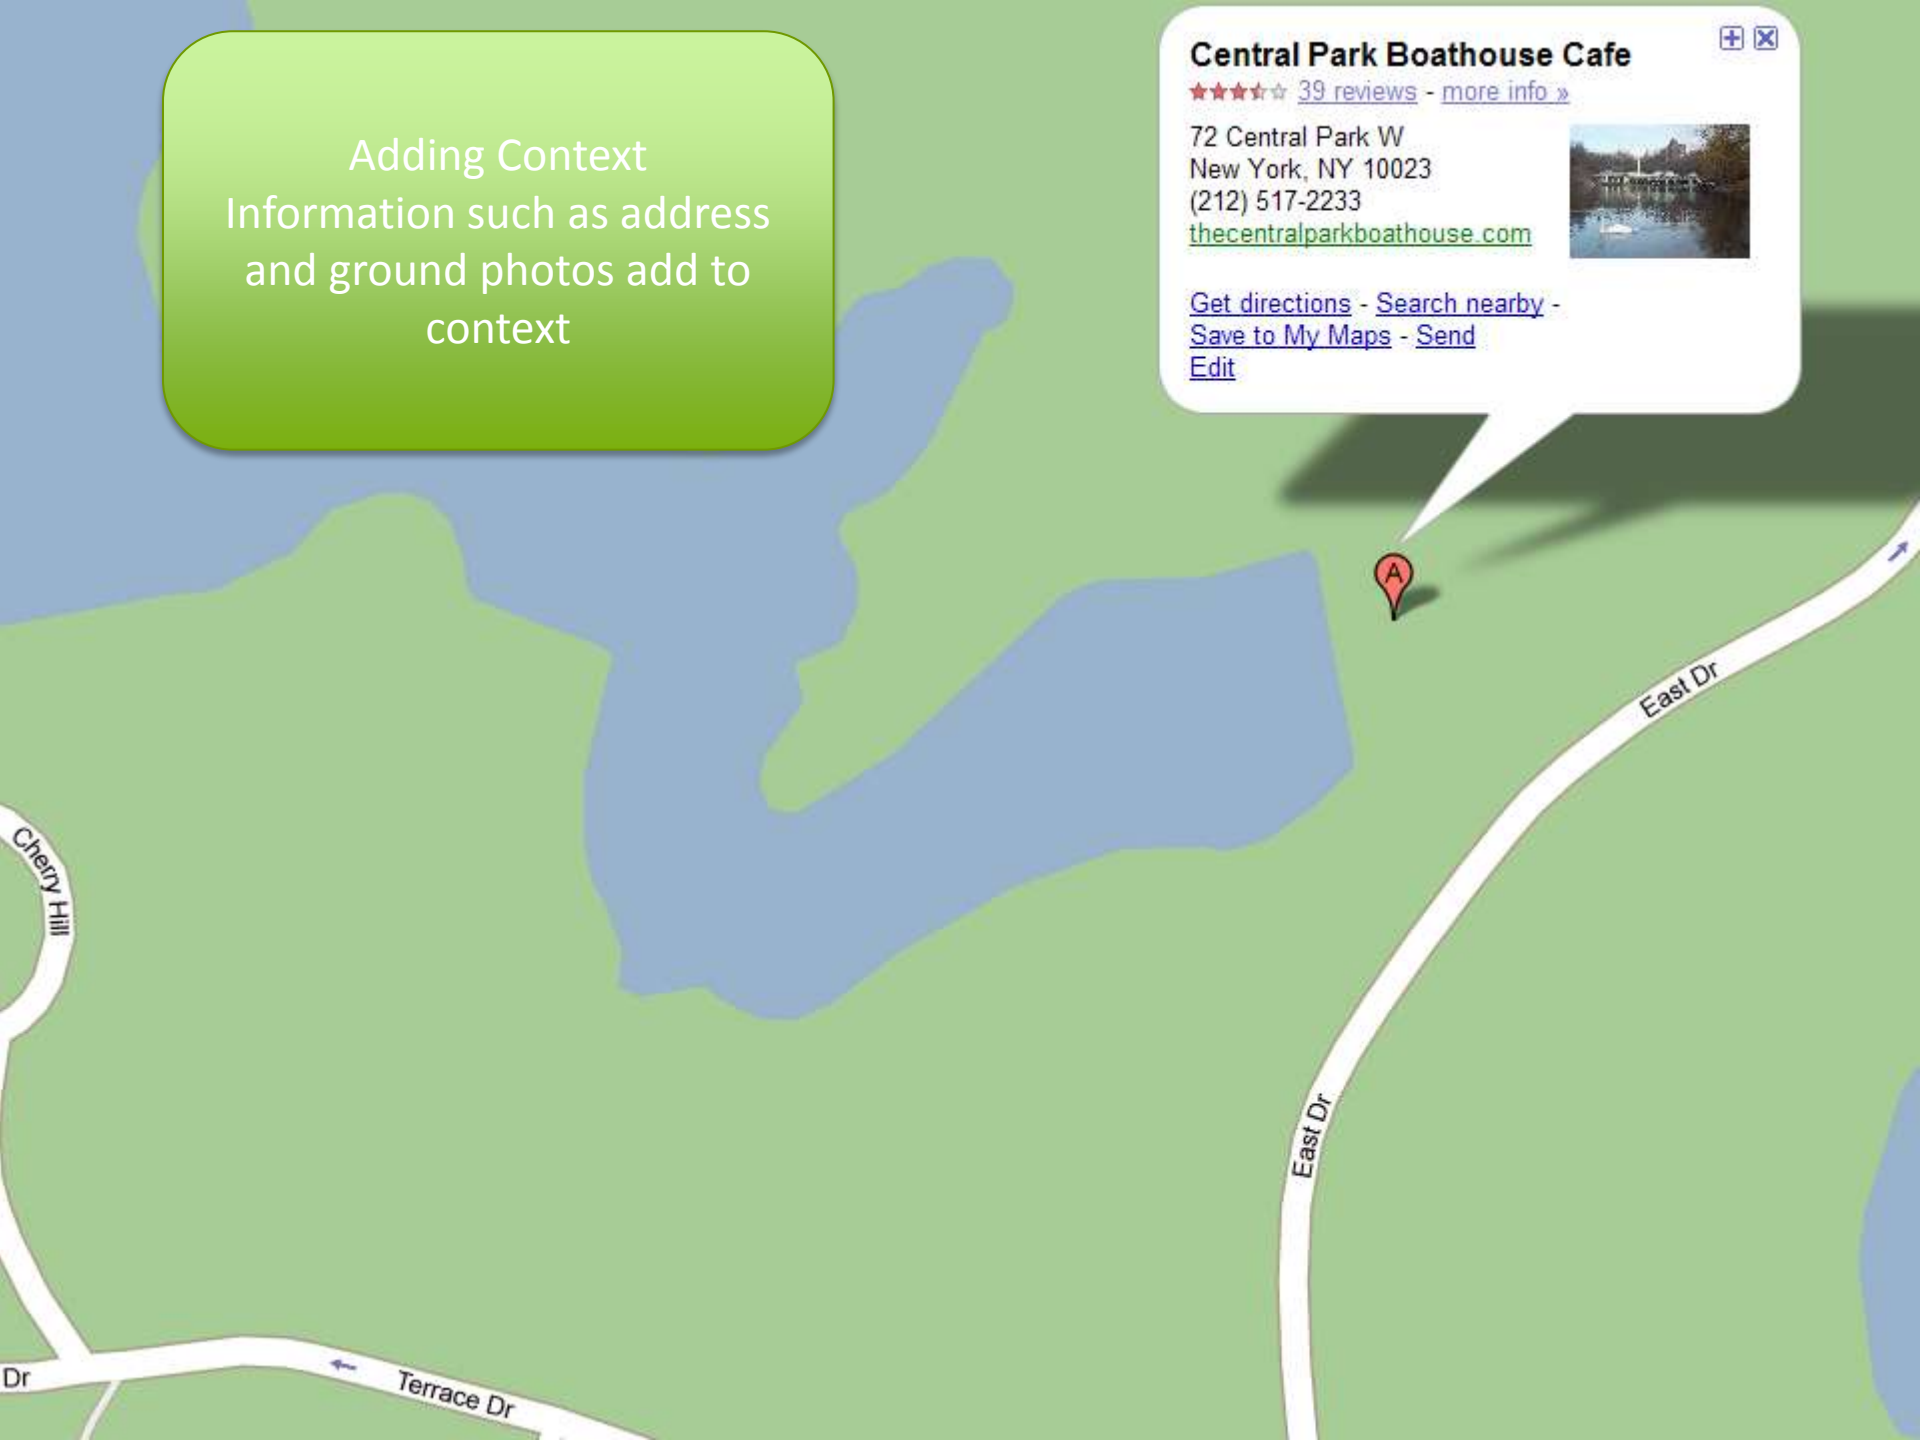 Adding Context
Information such as address
and ground photos add to
context
Central Park Boathouse Cafe
39 reviews - more info »
72 Central Park W
New York, NY 10023
(212) 517-2233
thecentralparkboathouse.com
Get directions - Search nearby -
Save to My Maps - Send
Edit
A
East Dr
Cherry Hill
East Dr
Dr
Terrace Dr